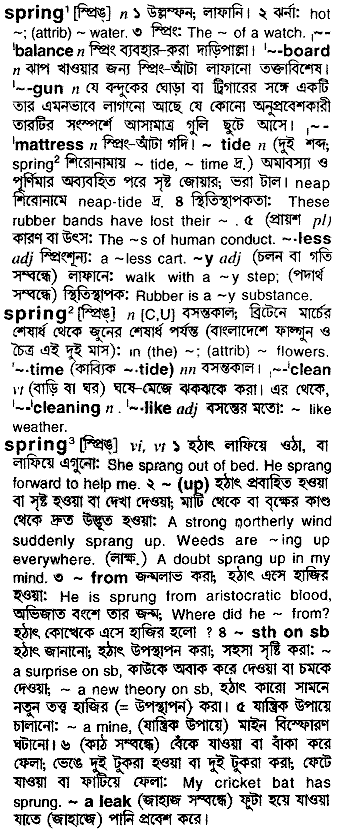 spring¹ [স্প্রিঙ্] n ১ উল্লম্ফন; লাফানি। ২ ঝর্না: hot
~; (attrib) ~ water. ৩ স্প্রিং: The ~ of a watch. ˈ~-
ˈbalance n স্প্রিং ব্যবহার-করা দাড়িপাল্লা। ˈ~-board
n ঝাপ খাওয়ার জন্য স্প্রিং-আঁটা লাফানো তক্তাবিশেষ।
ˈ~-gun n যে বন্দুকের ঘোড়া বা ট্রিগারের সঙ্গে একটি
তার এমনভাবে লাগানো আছে যে কোনো অনুপ্রবেশকারী
তারটির সংস্পর্শে আসামাত্র গুলি ছুটে আসে। ˌ~-
ˈmattress n স্প্রিং-আঁটা গদি। ~ tide n (দুই শব্দ;
spring² শিরোনামায় ~ tide, ~ time দ্র.) অমাবস্যা ও
পূর্ণিমার অব্যবহিত পরে সৃষ্ট জোয়ার; ভরা টাল। neap
শিরোনামে neap-tide দ্র. ৪ স্থিতিস্থাপকতা: These
rubber bands have lost their ~. ৫ (প্রায়শ pl)
কারণ বা উৎস: The ~s of human conduct. ~-less
adj স্প্রিংশূন্য: a ~less cart. ~y adj (চলন বা গতি
সম্বন্ধে) লাফানে: walk with a ~y step; (পদার্থ
সম্বন্ধে) স্থিতিস্থাপক: Rubber is a ~y substance.
spring² [স্প্রিঙ্] n [C,U] বসন্তকাল; ব্রিটেনে মার্চের
শেষার্ধ থেকে জুনের শেষার্ধ পর্যন্ত (বাংলাদেশে ফাল্গুন ও
চৈত্র এই দুই মাস): in (the) ~; (attrib) ~ flowers.
ˈ~-time (কাব্যিক ~-tide) nn বসন্তকাল। ˌ~-ˈclean
vt (বাড়ি বা ঘর) ঘষে-মেজে ঝকঝকে করা। এর থেকে,
ˌ~-ˈcleaning n. ˈ~-like adj বসন্তের মতো: ~ like
weather.
spring³ [স্প্রিঙ্] vi, vt ১ হঠাৎ লাফিয়ে ওঠা, বা
লাফিয়ে এগুনো: She sprang out of bed. He sprang
forward to help me. ২ ~ (up) হঠাৎ প্রবাহিত হওয়া
বা সৃষ্ট হওয়া বা দেখা দেওয়া; মাটি থেকে বা বৃক্ষের কাণ্ড
থেকে দ্রুত উদ্ভূত হওয়া: A strong northerly wind
suddenly sprang up. Weeds are ~ing up
everywhere. (লাক্ষ.) A doubt sprang up in my
mind. ৩ ~ from জন্মলাভ করা; হঠাৎ এসে হাজির
হওয়া: He is sprung from aristocratic blood,
অভিজাত বংশে তার জন্ম; Where did he ~ from?
হঠাৎ কোত্থেকে এসে হাজির হলো ? ৪ ~ sth on sb
হঠাৎ জানানো; হঠাৎ উপস্থাপন করা; সহসা সৃষ্টি করা: ~
a surprise on sb, কাউকে অবাক করে দেওয়া বা চমকে
দেওয়া; ~ a new theory on sb, হঠাৎ কারো সামনে
নতুন তত্ত্ব হাজির (= উপস্থাপন) করা। ৫ যান্ত্রিক উপায়ে
চালানো: ~ a mine, (যান্ত্রিক উপায়ে) মাইন বিস্ফোরণ
ঘটানো। ৬ (কাঠ সম্বন্ধে) বেঁকে যাওয়া বা বাঁকা করে
ফেলা; ভেঙে দুই টুকরা হওয়া বা দুই টুকরা করা; ফেটে
যাওয়া বা ফাটিয়ে ফেলা: My cricket bat has
sprung. ~ a leak (জাহাজ সম্বন্ধে) ফুটা হয়ে যাওয়া
যাতে (জাহাজে) পানি প্রবেশ করে।